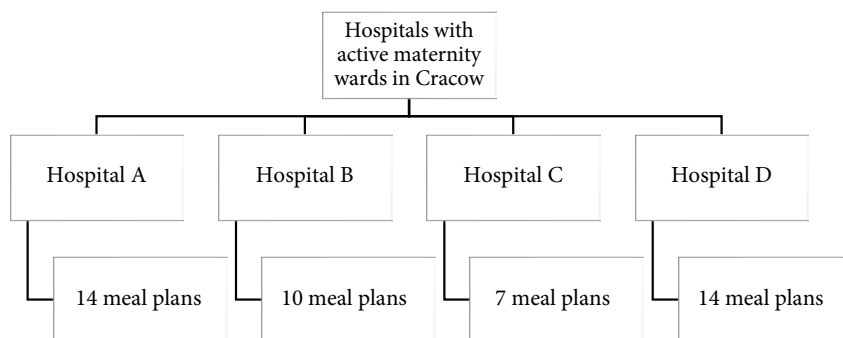 Hospitals with
active maternity
wards in Cracow
Hospital A
Hospital B
Hospital C
Hospital D
14 meal plans
10 meal plans
7 meal plans
14 meal plans